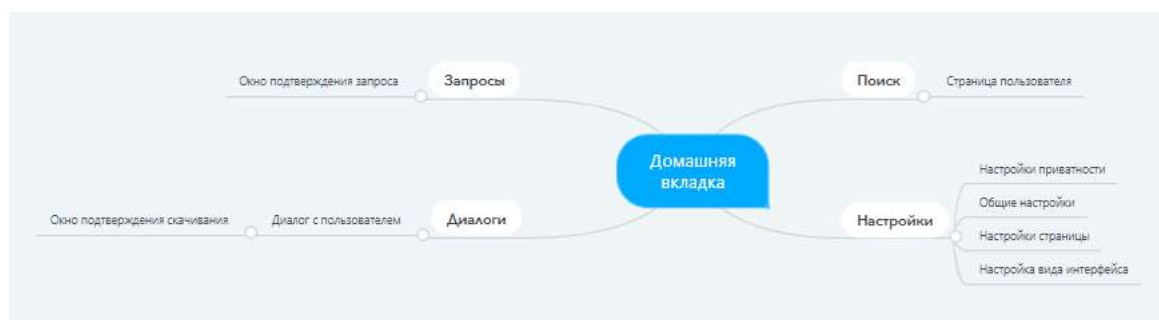 Окно подтверждения запроса
Запросы
Поиск
Страница пользователя
Домашняя
вкладка
Окно подтверждения скачивания
Диалог с пользователем
Диалоги
Настройки
Настройки приватности
Общие настройки
Настройки страницы
Настройка вида интерфейса